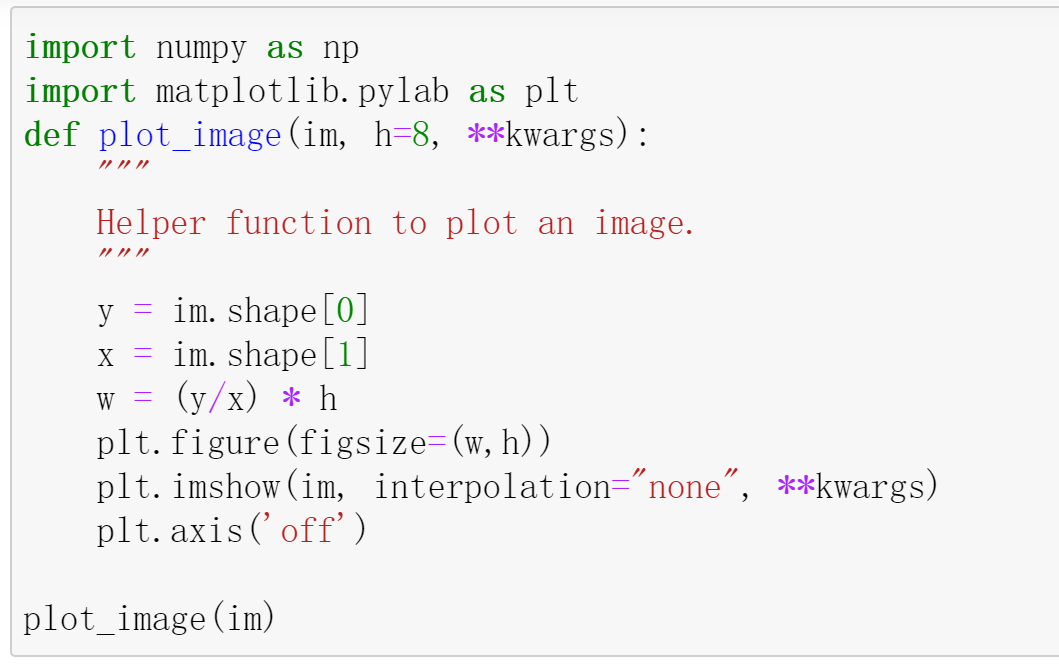 import numpy as np
import matplotlib.pylab as plt
def plot_image(im, h=8, **kwargs):
    """
    Helper function to plot an image.
    """
    y = im.shape[0]
    x = im.shape[1]
    w = (y/x) * h
    plt.figure(figsize=(w,h))
    plt.imshow(im, interpolation="none", **kwargs)
    plt.axis('off')

plot_image(im)